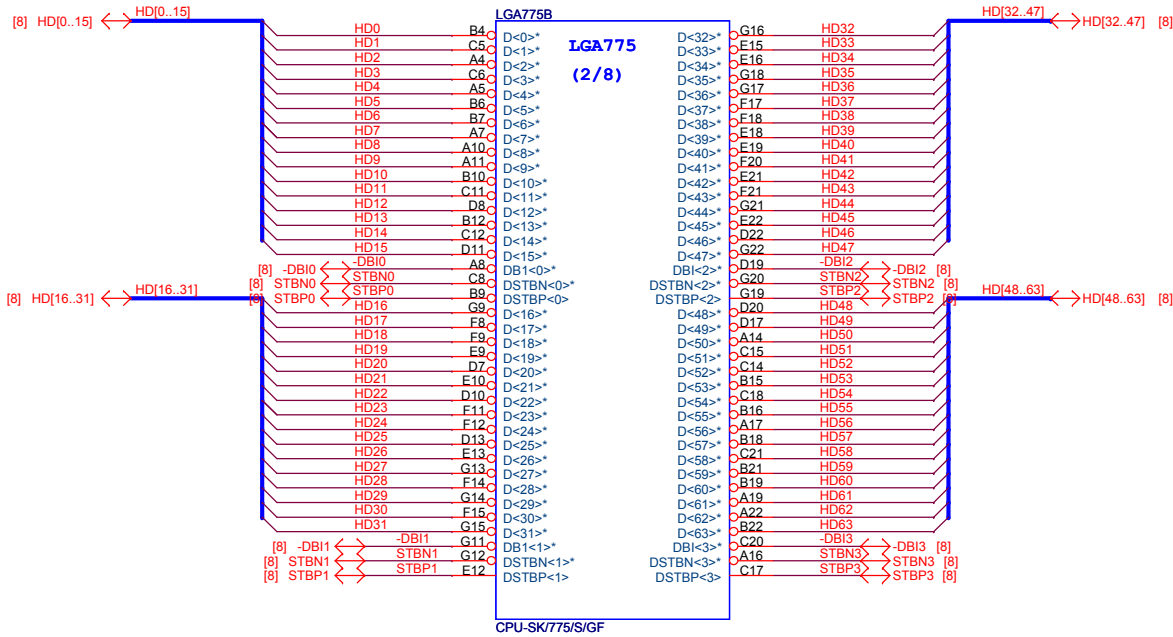 LGA775B
LGA775
(2/8)
[8] HD[0..15] HD[0..15]
HD0 B4 D<0>*
HD1 C5 D<1>*
HD2 A4 D<2>*
HD3 C6 D<3>*
HD4 A5 D<4>*
HD5 B6 D<5>*
HD6 B7 D<6>*
HD7 A7 D<7>*
HD8 A10 D<8>*
HD9 A11 D<9>*
HD10 B10 D<10>*
HD11 C11 D<11>*
HD12 D8 D<12>*
HD13 B12 D<13>*
HD14 C12 D<14>*
HD15 D11 D<15>*
[8] -DBI0 -DBI0 A8 DB1<0>*
[8] STBN0 STBN0 C8 DSTBN<0>*
[8] STBP0 STBP0 B9 DSTBP<0>
[8] HD[16..31] HD[16..31]
HD16 G9 D<16>*
HD17 F8 D<17>*
HD18 F9 D<18>*
HD19 E9 D<19>*
HD20 D7 D<20>*
HD21 E10 D<21>*
HD22 D10 D<22>*
HD23 F11 D<23>*
HD24 F12 D<24>*
HD25 D13 D<25>*
HD26 E13 D<26>*
HD27 G13 D<27>*
HD28 F14 D<28>*
HD29 G14 D<29>*
HD30 F15 D<30>*
HD31 G15 D<31>*
[8] -DBI1 -DBI1 G11 DB1<1>*
[8] STBN1 STBN1 G12 DSTBN<1>*
[8] STBP1 STBP1 E12 DSTBP<1>
HD[32..47] HD[32..47] [8]
D<32>* G16 HD32
D<33>* E15 HD33
D<34>* E16 HD34
D<35>* G18 HD35
D<36>* G17 HD36
D<37>* F17 HD37
D<38>* F18 HD38
D<39>* E18 HD39
D<40>* E19 HD40
D<41>* F20 HD41
D<42>* E21 HD42
D<43>* F21 HD43
D<44>* G21 HD44
D<45>* E22 HD45
D<46>* D22 HD46
D<47>* G22 HD47
DBI<2>* D19 -DBI2 -DBI2 [8]
DSTBN<2>* G20 STBN2 STBN2 [8]
DSTBP<2> G19 STBP2 STBP2 [8]
HD[48..63] HD[48..63] [8]
D<48>* D20 HD48
D<49>* D17 HD49
D<50>* A14 HD50
D<51>* C15 HD51
D<52>* C14 HD52
D<53>* B15 HD53
D<54>* C18 HD54
D<55>* B16 HD55
D<56>* A17 HD56
D<57>* B18 HD57
D<58>* C21 HD58
D<59>* B21 HD59
D<60>* B19 HD60
D<61>* A19 HD61
D<62>* A22 HD62
D<63>* B22 HD63
DBI<3>* C20 -DBI3 -DBI3 [8]
DSTBN<3>* A16 STBN3 STBN3 [8]
DSTBP<3> C17 STBP3 STBP3 [8]
CPU-SK/775/S/GF